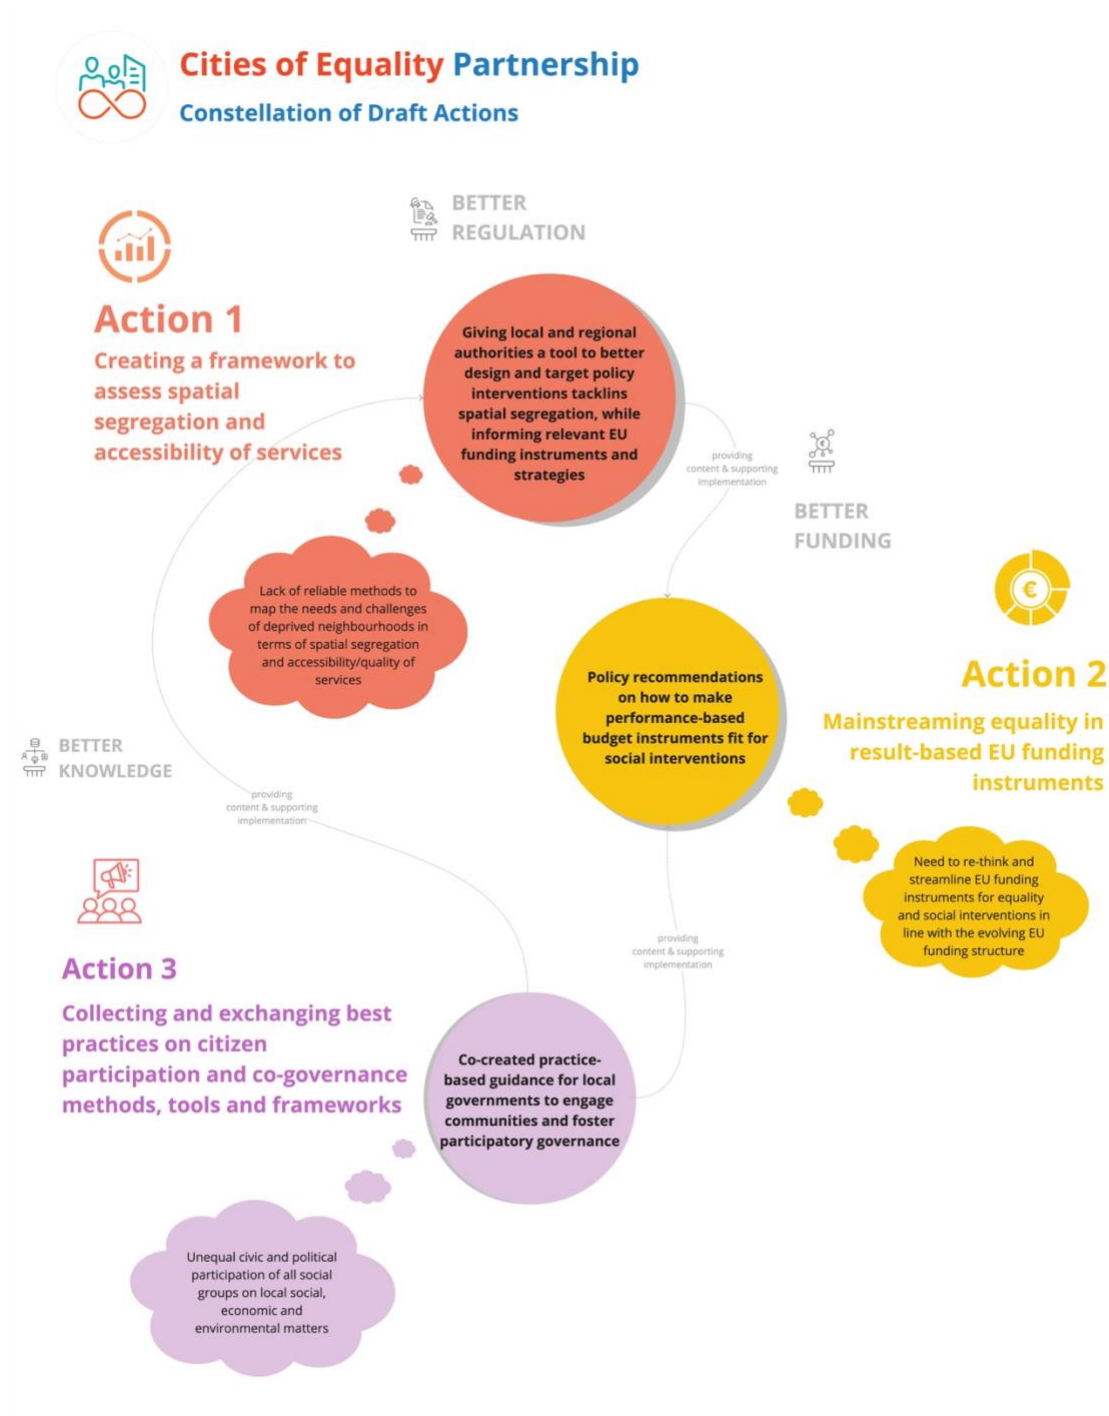 Cities of Equality Partnership
Constellation of Draft Actions
BETTER
REGULATION
Action 1
Creating a framework to
assess spatial
segregation and
accessibility of services
Giving local and regional
authorities a tool to better
design and target policy
interventions tacklins
spatial segregation, while
informing relevant EU
funding instruments and
strategies
providing
content & supporting
implementation
BETTER
FUNDING
Lack of reliable methods to
map the needs and challenges
of deprived neighbourhoods in
terms of spatial segregation
and accessibility/quality of
services
€
Action 2
Mainstreaming equality in
result-based EU funding
instruments
Policy recommendations
on how to make
performance-based
budget instruments fit for
social interventions
BETTER
KNOWLEDGE
providing
content & supporting
implementation
Need to re-think and
streamline EU funding
instruments for equality
and social interventions in
line with the evolving EU
funding structure
providing
content & supporting
implementation
Action 3
Collecting and exchanging best
practices on citizen
participation and co-governance
methods, tools and frameworks
Co-created practice-
based guidance for local
governments to engage
communities and foster
participatory governance
Unequal civic and political
participation of all social
groups on local social,
economic and
environmental matters